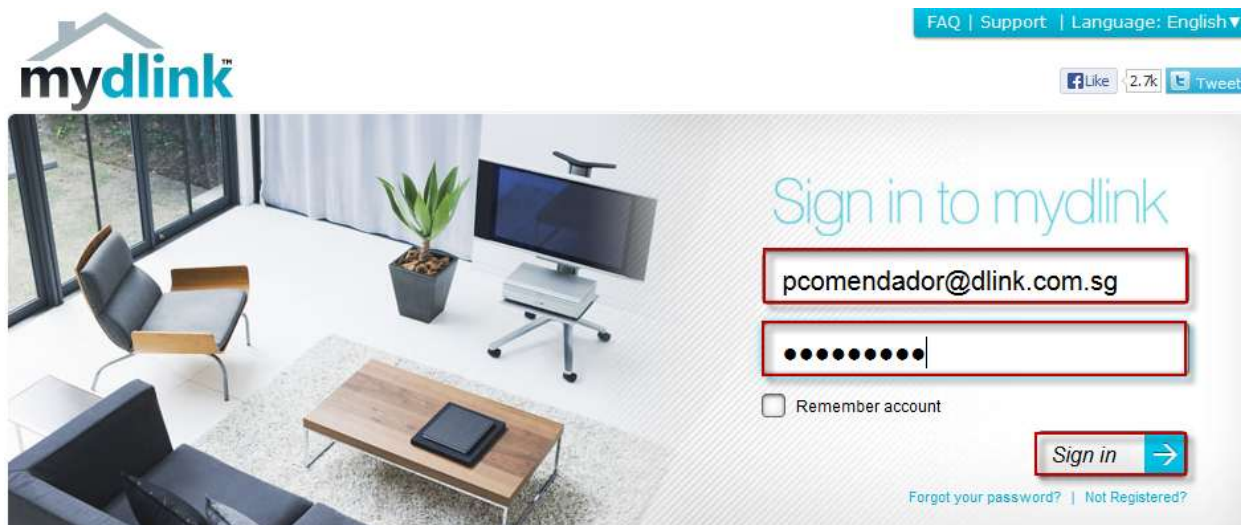 FAQ | Support | Language: English▼
mydlink™
Like 2.7k Tweet
Sign in to mydlink
pcomendador@dlink.com.sg
●●●●●●●●●
Remember account
Sign in →
Forgot your password? | Not Registered?